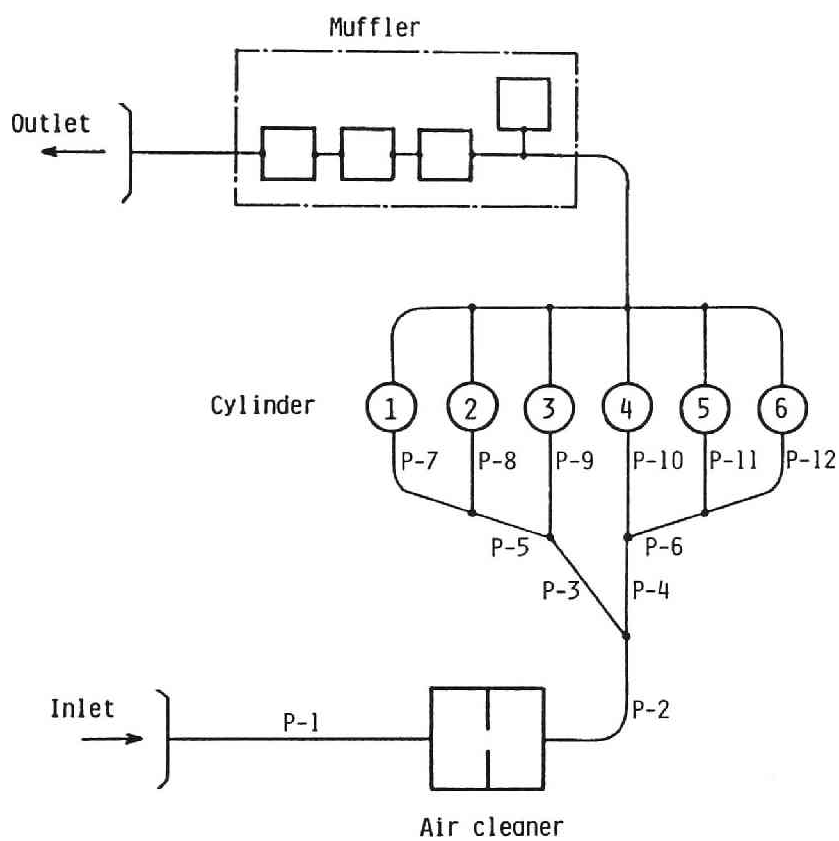 Muffler
Outlet
Cylinder
1 2 3 4 5 6
P-7 P-8 P-9 P-10 P-11 P-12
P-5 P-6
P-3 P-4
Inlet
P-1
P-2
Air cleaner